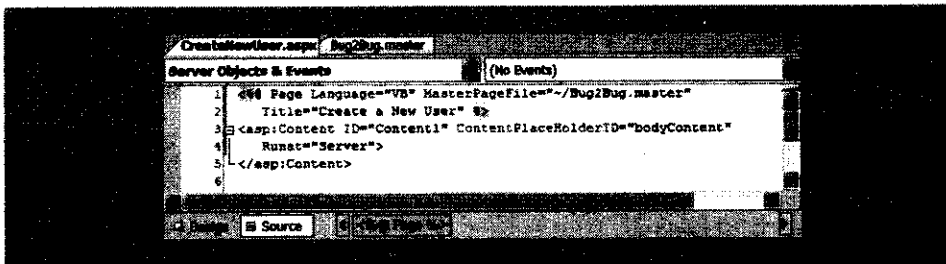 CreateNewUser.aspx Bug2Bug.master
Server Objects & Events (No Events)
1 <%@ Page Language="VB" MasterPageFile="~/Bug2Bug.master"
2 Title="Create a New User" %>
3 <asp:Content ID="Content1" ContentPlaceHolderID="bodyContent"
4 Runat="Server">
5 </asp:Content>
6
Design Source